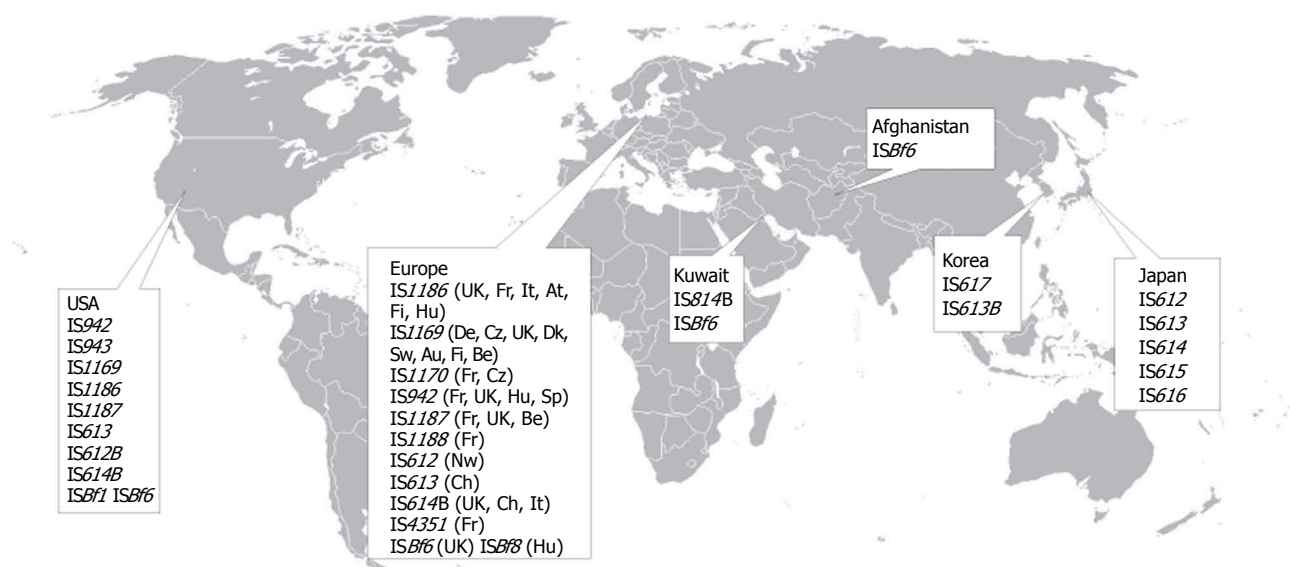 USA
IS942
IS943
IS1169
IS1186
IS1187
IS613
IS612B
IS614B
ISBf1 ISBf6
Europe
IS1186 (UK, Fr, It, At,
Fi, Hu)
IS1169 (De, Cz, UK, Dk,
Sw, Au, Fi, Be)
IS1170 (Fr, Cz)
IS942 (Fr, UK, Hu, Sp)
IS1187 (Fr, UK, Be)
IS1188 (Fr)
IS612 (Nw)
IS613 (Ch)
IS614B (UK, Ch, It)
IS4351 (Fr)
ISBf6 (UK) ISBf8 (Hu)
Kuwait
IS814B
ISBf6
Afghanistan
ISBf6
Korea
IS617
IS613B
Japan
IS612
IS613
IS614
IS615
IS616